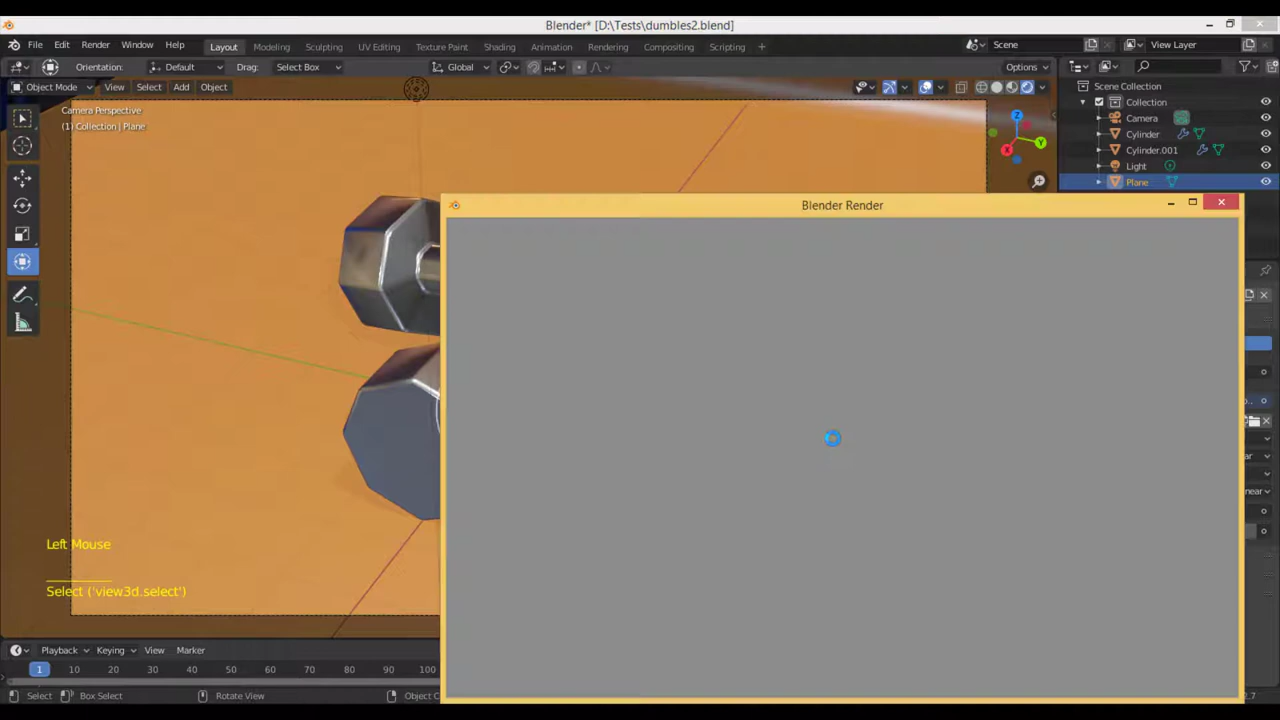 Blender* [D:\Tests\dumbles2.blend]
File Edit Render Window Help Layout Modeling Sculpting UV Editing Texture Paint Shading Animation Rendering Compositing Scripting + Scene View Layer
Orientation: Default Drag: Select Box Global Options
Object Mode View Select Add Object
Camera Perspective
(1) Collection | Plane
Scene Collection
Collection
Camera
Cylinder
Cylinder.001
Light
Plane
X Y Z
Blender Render
Left Mouse
Select ('view3d.select')
Playback Keying View Marker
1 10 20 30 40 50 60 70 80 90 100
Select Box Select Rotate View Object C